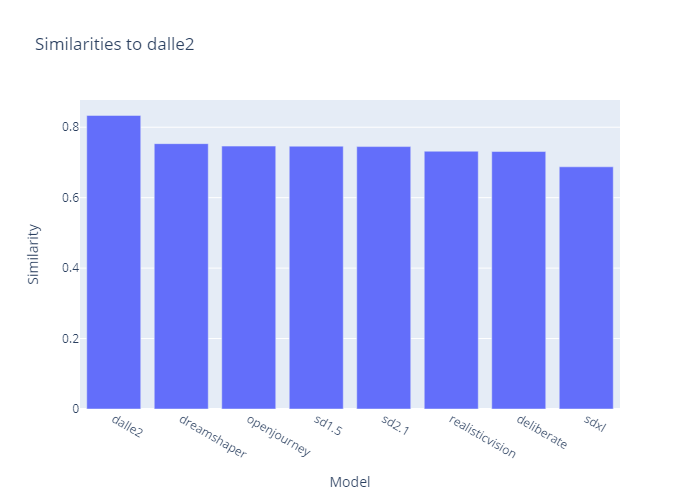 Similarities to dalle2
0.8
0.6
0.4
0.2
0
Similarity
dalle2
dreamshaper
openjourney
sd1.5
sd2.1
realisticvision
deliberate
sdxl
Model